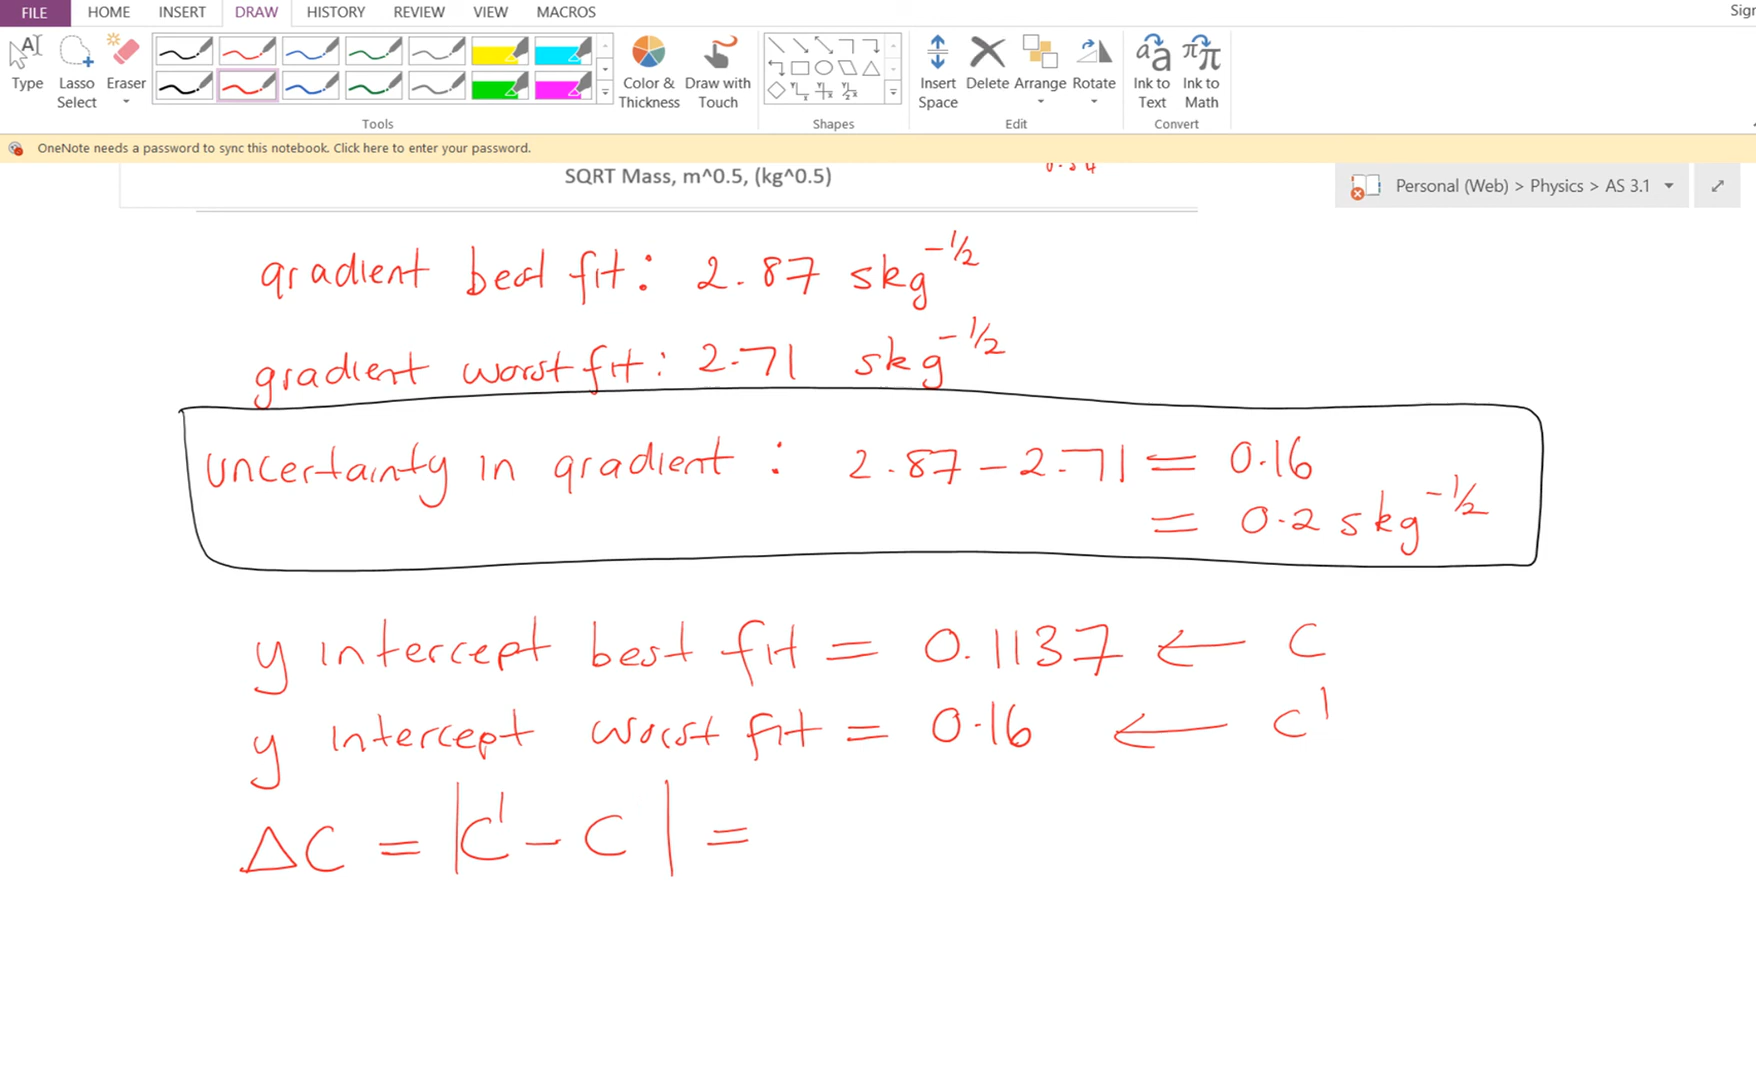 FILE HOME INSERT DRAW HISTORY REVIEW VIEW MACROS
Type Lasso Select Eraser Color & Thickness Draw with Touch Insert Space Delete Arrange Rotate Ink to Text Ink to Math
Tools Shapes Edit Convert
OneNote needs a password to sync this notebook. Click here to enter your password.
SQRT Mass, m^0.5, (kg^0.5)
Personal (Web) > Physics > AS 3.1
gradient best fit: 2.87 skg^-1/2
gradient worst fit: 2.71 skg^-1/2
uncertainty in gradient : 2.87 - 2.71 = 0.16
= 0.2 skg^-1/2
y intercept best fit = 0.1137 ← C
y intercept worst fit = 0.16 ← C'
ΔC = |C' - C| =